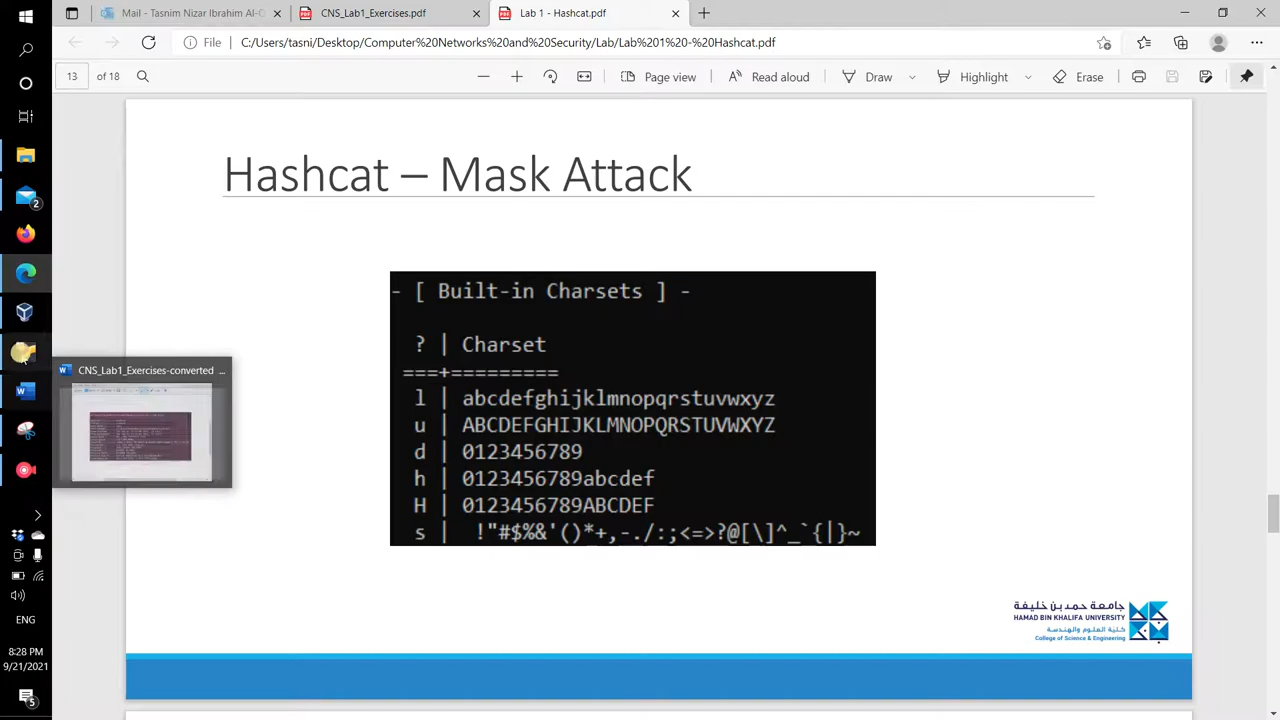 Mail - Tasnim Nizar Ibrahim Al-O
CNS_Lab1_Exercises.pdf
Lab 1 - Hashcat.pdf
File
C:/Users/tasni/Desktop/Computer%20Networks%20and%20Security/Lab/Lab%201%20-%20Hashcat.pdf
13 of 18
Page view
Read aloud
Draw
Highlight
Erase
Hashcat – Mask Attack
- [ Built-in Charsets ] -
? | Charset
===+=========
l | abcdefghijklmnopqrstuvwxyz
u | ABCDEFGHIJKLMNOPQRSTUVWXYZ
d | 0123456789
h | 0123456789abcdef
H | 0123456789ABCDEF
s | !"#$%&'()*+,-./:;<=>?@[\]^_`{|}~
CNS_Lab1_Exercises-converted ...
جامعة حمد بن خليفة
HAMAD BIN KHALIFA UNIVERSITY
كلية العلوم والهندسة
College of Science & Engineering
2
ENG
8:28 PM
9/21/2021
5